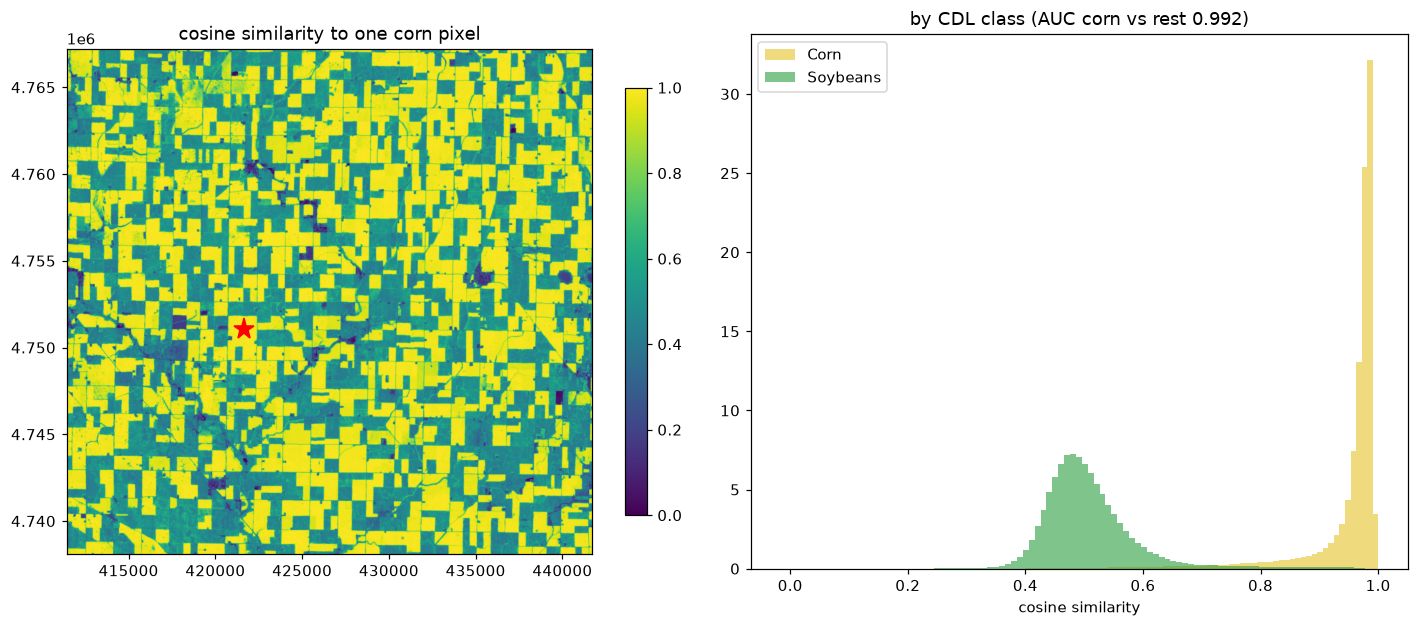 cosine similarity to one corn pixel
1e6
4.765
4.760
4.755
4.750
4.745
4.740
415000 420000 425000 430000 435000 440000
1.0
0.8
0.6
0.4
0.2
0.0
by CDL class (AUC corn vs rest 0.992)
Corn
Soybeans
30
25
20
15
10
5
0
0.0 0.2 0.4 0.6 0.8 1.0
cosine similarity